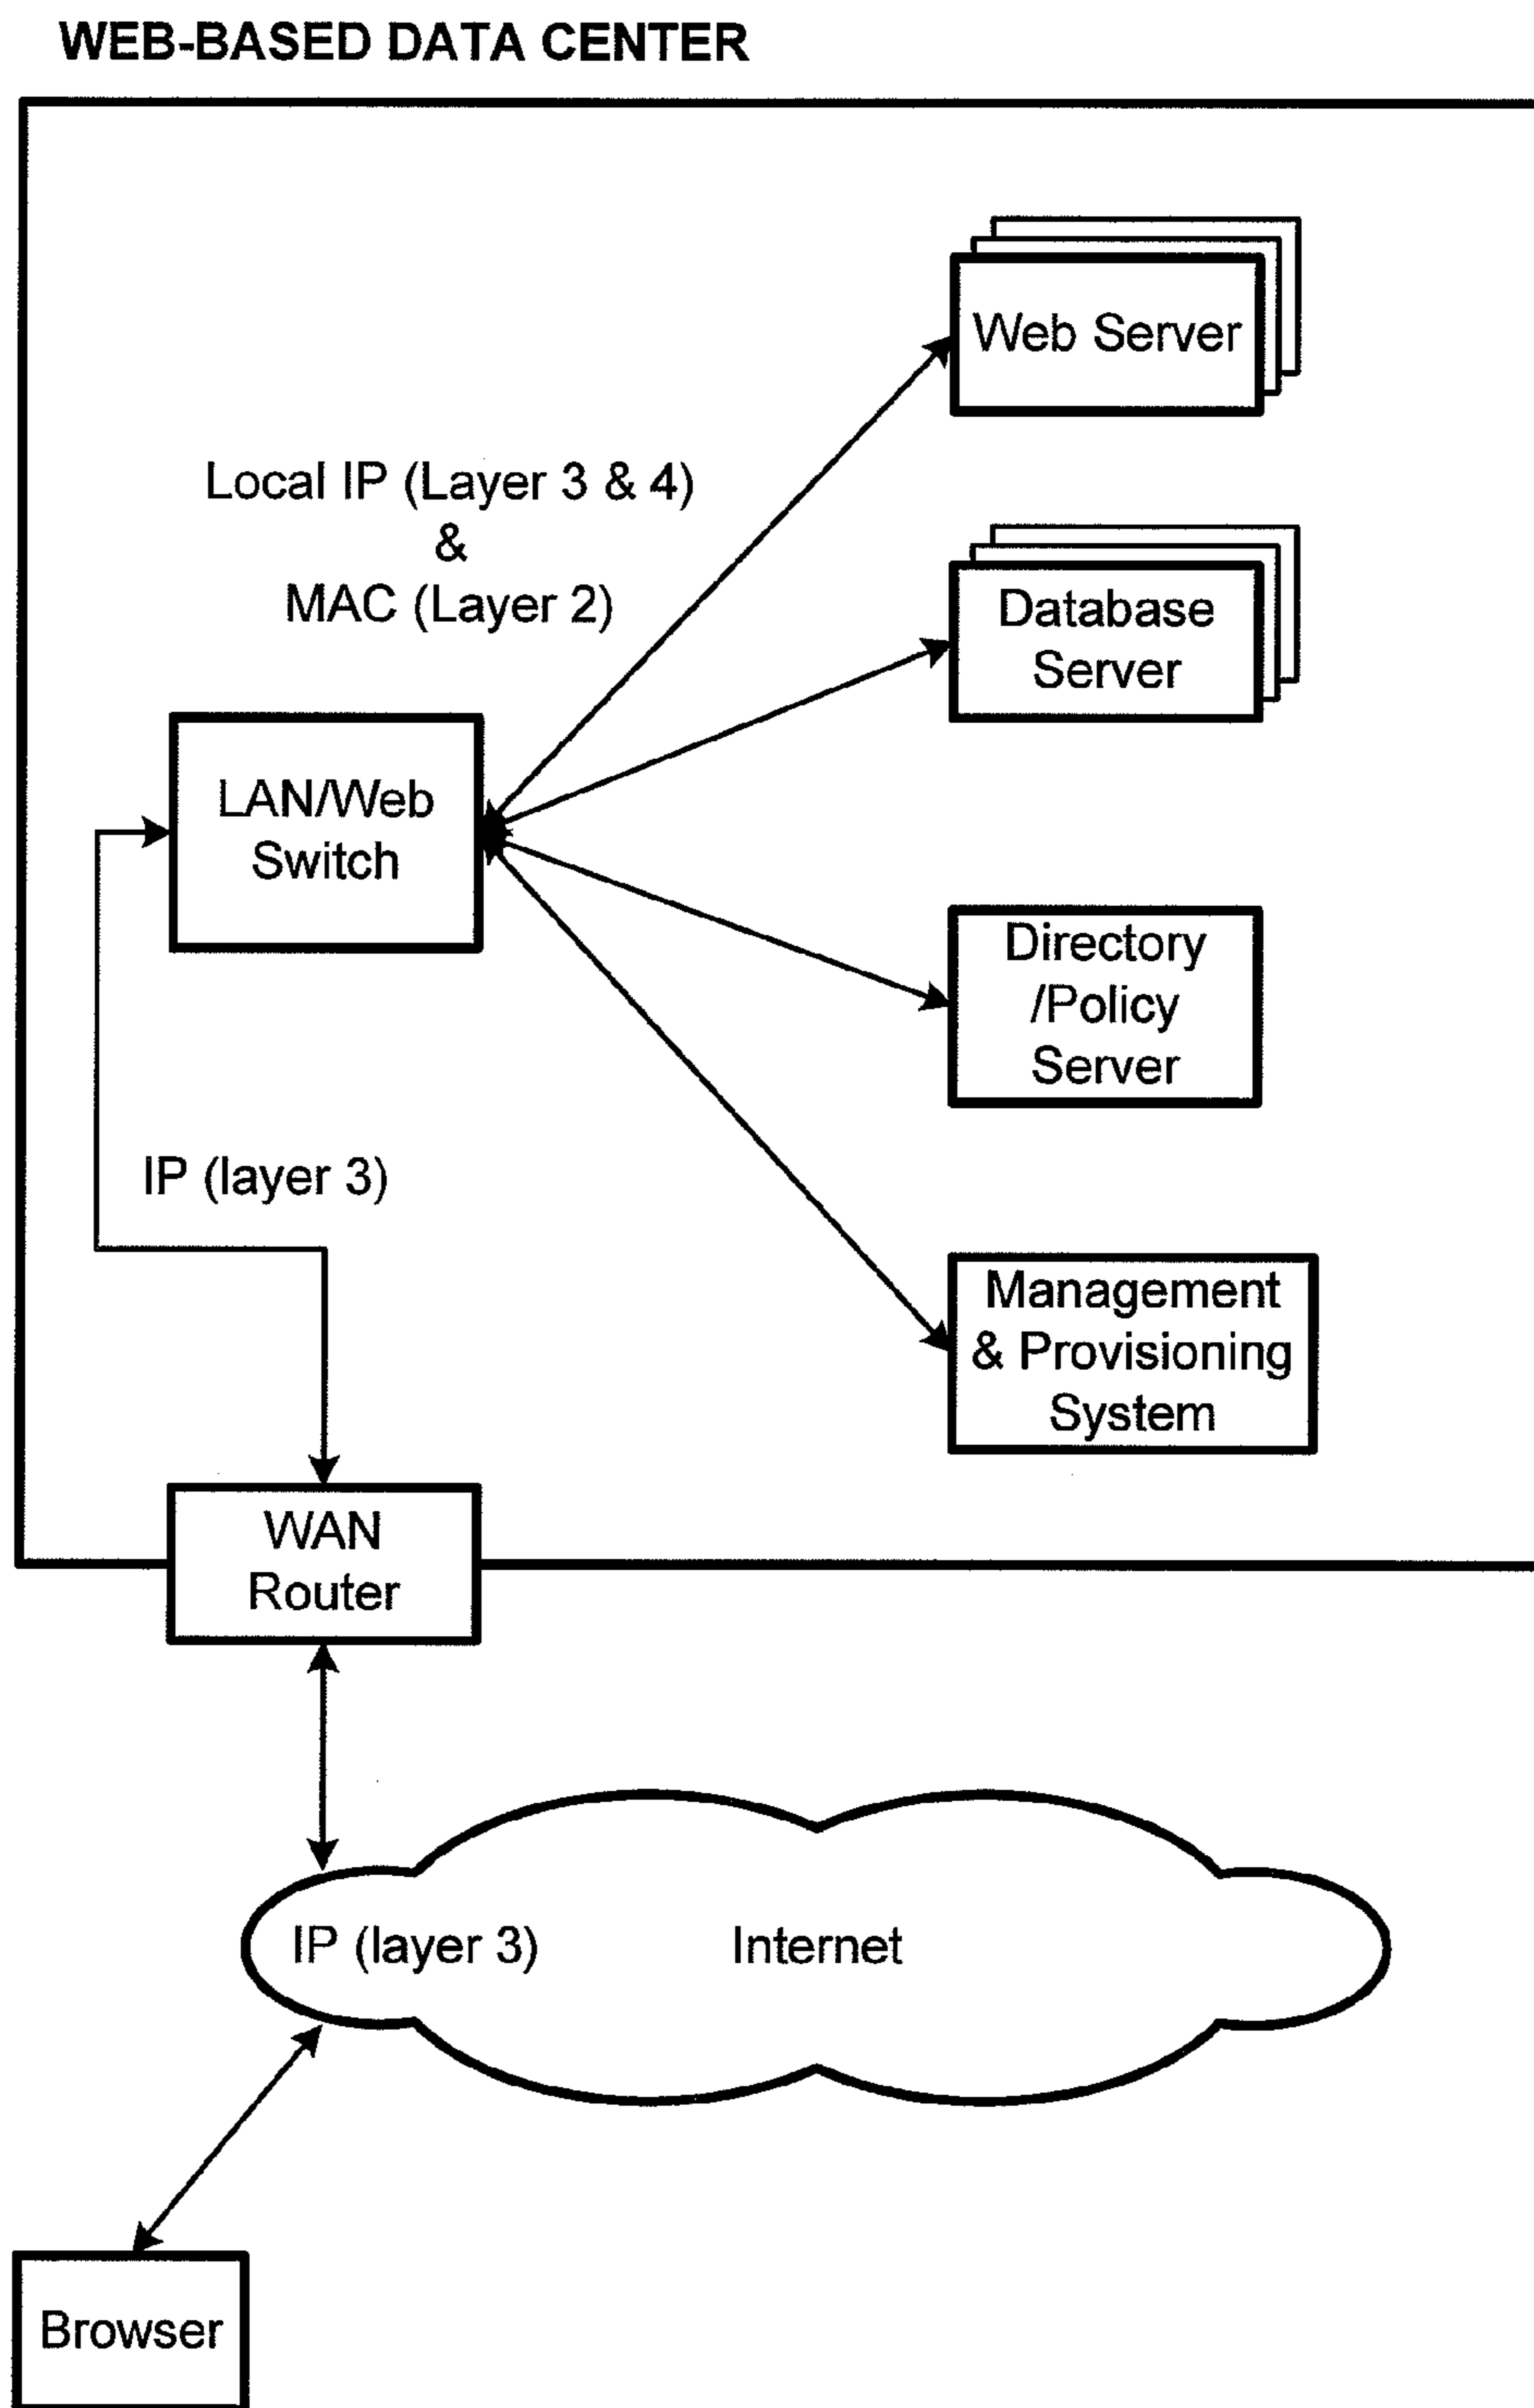 WEB-BASED DATA CENTER
Web Server
Local IP (Layer 3 & 4)
&
MAC (Layer 2)
Database
Server
LAN/Web
Switch
Directory
/Policy
Server
IP (layer 3)
Management
& Provisioning
System
WAN
Router
IP (layer 3)
Internet
Browser